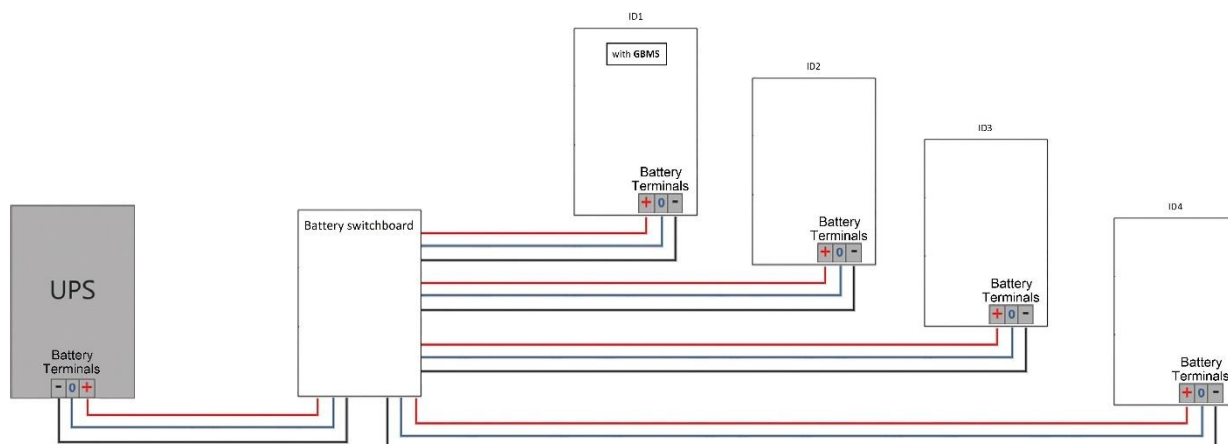 ID1
with GBMS
Battery
Terminals
+ 0 -
ID2
Battery
Terminals
+ 0 -
ID3
Battery
Terminals
+ 0 -
ID4
Battery
Terminals
+ 0 -
Battery switchboard
UPS
Battery
Terminals
- 0 +